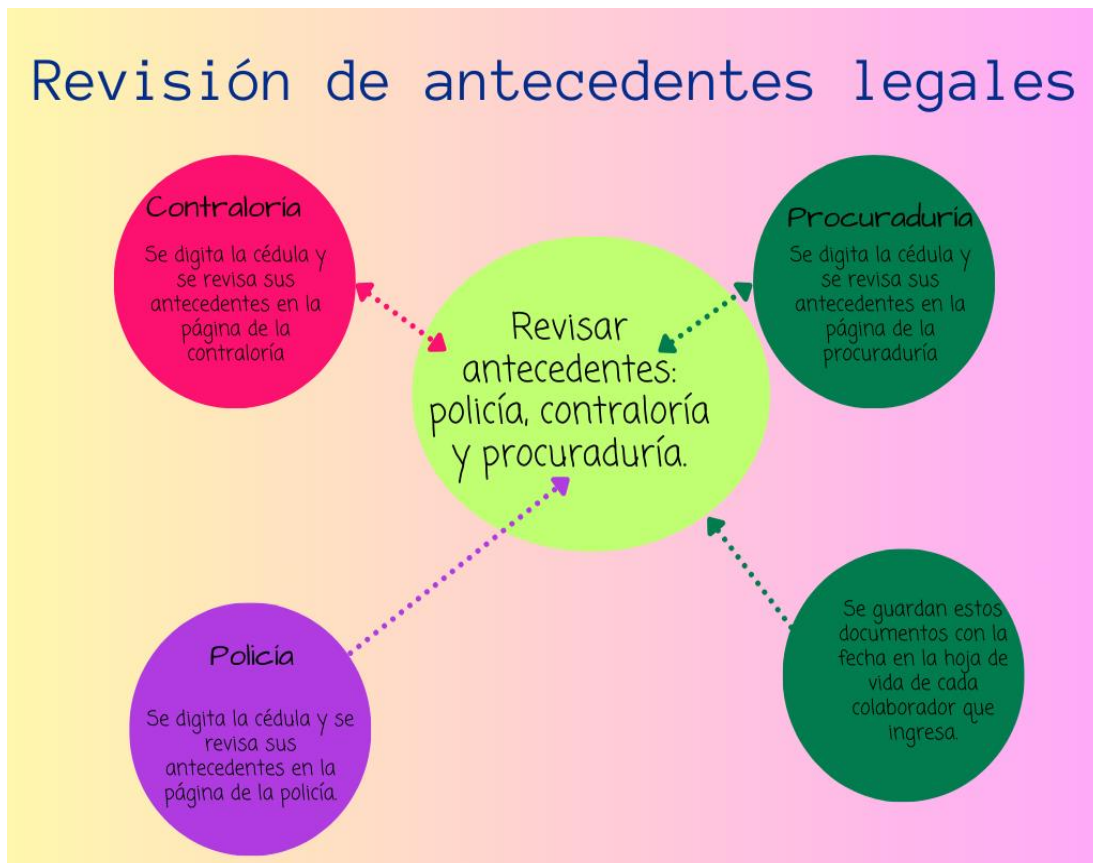 Revisión de antecedentes legales
Contraloría
Se digita la cédula y
se revisa sus
antecedentes en la
página de la
contraloría
Procuraduría
Se digita la cédula y
se revisa sus
antecedentes en la
página de la
procuraduría
Revisar
antecedentes:
policía, contraloría
y procuraduría.
Policía
Se digita la cédula y se
revisa sus
antecedentes en la
página de la policía.
Se guardan estos
documentos con la
fecha en la hoja de
vida de cada
colaborador que
ingresa.